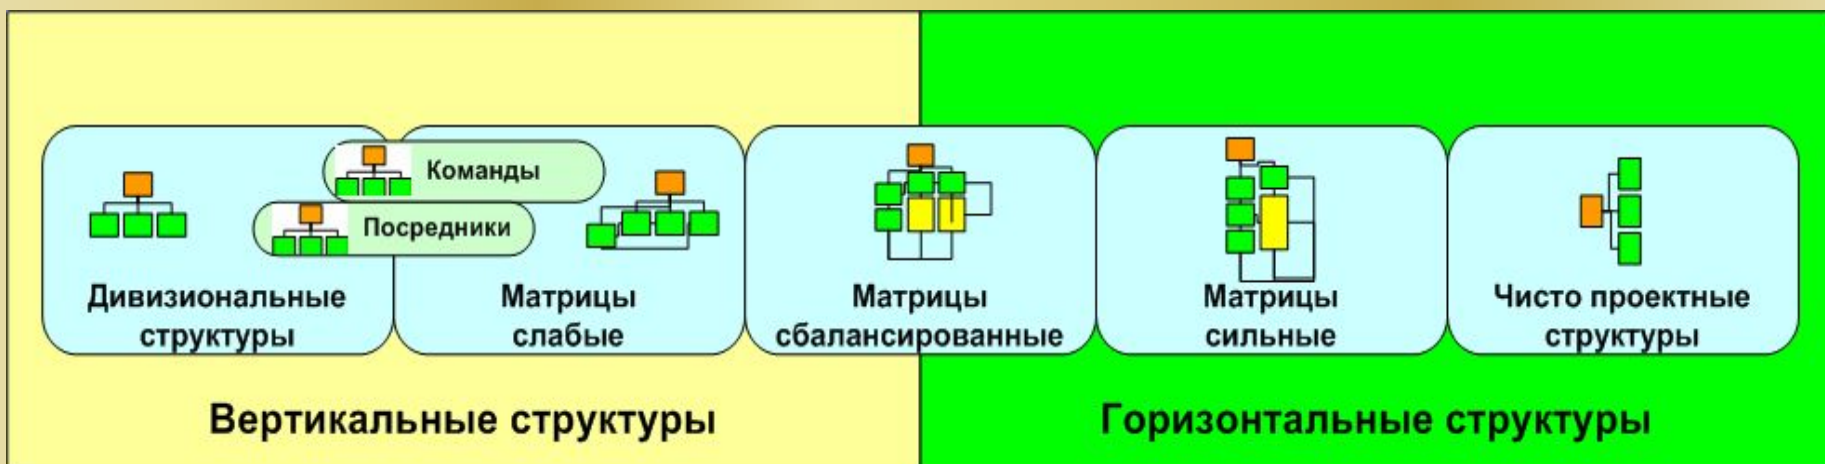 Команды
Посредники
Дивизиональные
структуры
Матрицы
слабые
Матрицы
сбалансированные
Матрицы
сильные
Чисто проектные
структуры
Вертикальные структуры
Горизонтальные структуры